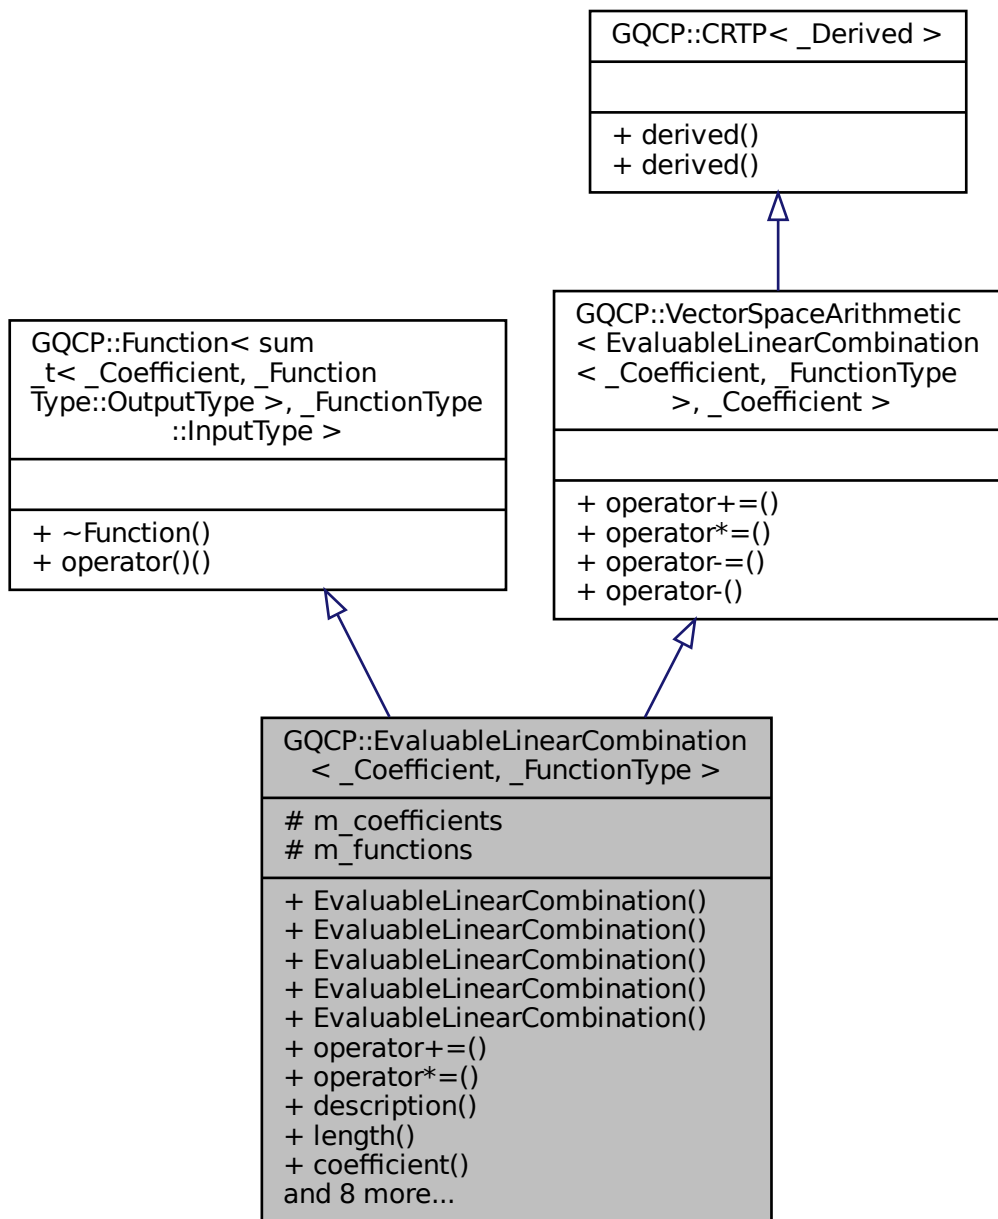 GQCP::CRTP< _Derived >
+ derived()
+ derived()
GQCP::VectorSpaceArithmetic
< EvaluableLinearCombination
< _Coefficient, _FunctionType
>, _Coefficient >
+ operator+=()
+ operator*=()
+ operator-=()
+ operator-()
GQCP::Function< sum
_t< _Coefficient, _Function
Type::OutputType >, _FunctionType
::InputType >
+ ~Function()
+ operator()()
GQCP::EvaluableLinearCombination
< _Coefficient, _FunctionType >
# m_coefficients
# m_functions
+ EvaluableLinearCombination()
+ EvaluableLinearCombination()
+ EvaluableLinearCombination()
+ EvaluableLinearCombination()
+ EvaluableLinearCombination()
+ operator+=()
+ operator*=()
+ description()
+ length()
+ coefficient()
and 8 more...